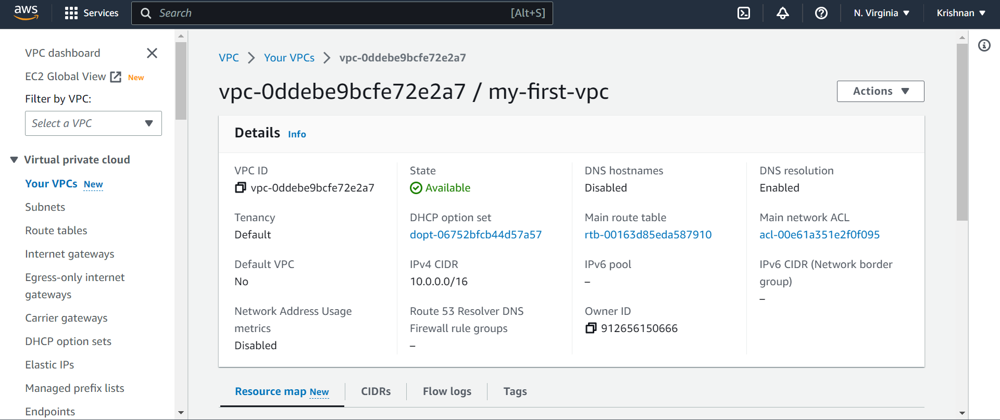 aws
Services
Search
[Alt+S]
N. Virginia
Krishnan
VPC dashboard
EC2 Global View New
Filter by VPC:
Select a VPC
Virtual private cloud
Your VPCs New
Subnets
Route tables
Internet gateways
Egress-only internet
gateways
Carrier gateways
DHCP option sets
Elastic IPs
Managed prefix lists
Endpoints
VPC
Your VPCs
vpc-0ddebe9bcfe72e2a7
vpc-0ddebe9bcfe72e2a7 / my-first-vpc
Actions
Details Info
VPC ID
vpc-0ddebe9bcfe72e2a7
State
Available
DNS hostnames
Disabled
DNS resolution
Enabled
Tenancy
Default
DHCP option set
dopt-06752bfcb44d57a57
Main route table
rtb-00163d85eda587910
Main network ACL
acl-00e61a351e2f0f095
Default VPC
No
IPv4 CIDR
10.0.0.0/16
IPv6 pool
–
IPv6 CIDR (Network border
group)
–
Network Address Usage
metrics
Disabled
Route 53 Resolver DNS
Firewall rule groups
–
Owner ID
912656150666
Resource map New
CIDRs
Flow logs
Tags